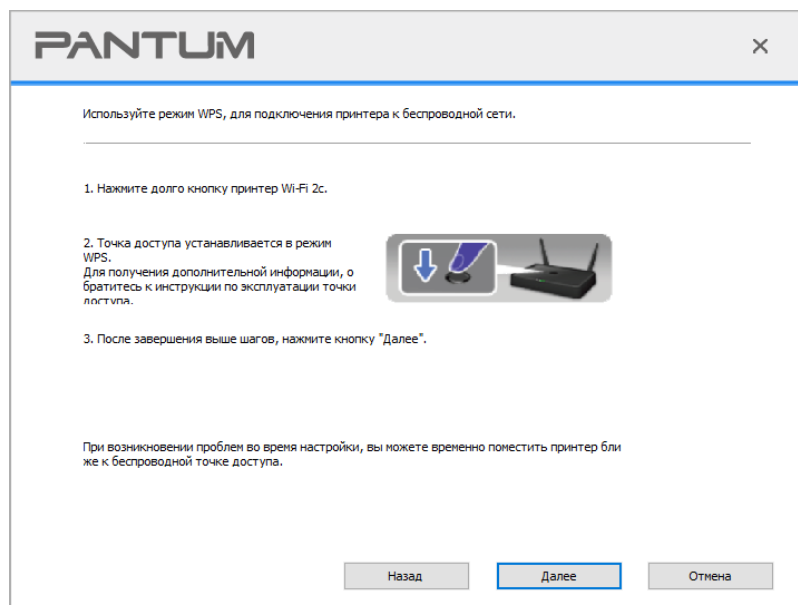 PANTUM
Используйте режим WPS, для подключения принтера к беспроводной сети.
1. Нажмите долго кнопку принтер Wi-Fi 2с.
2. Точка доступа устанавливается в режим
WPS.
Для получения дополнительной информации, о
братитесь к инструкции по эксплуатации точки
доступа.
3. После завершения выше шагов, нажмите кнопку "Далее".
При возникновении проблем во время настройки, вы можете временно поместить принтер бли
же к беспроводной точке доступа.
Назад
Далее
Отмена